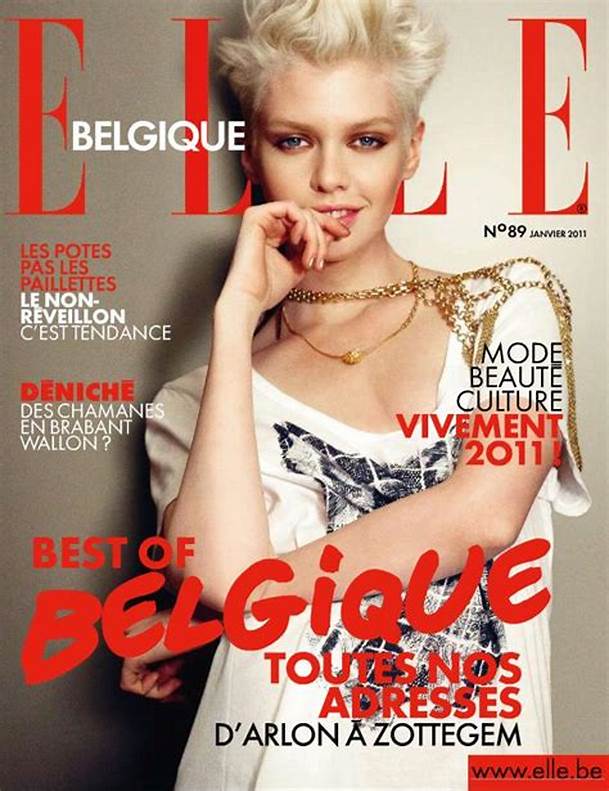 ELLE
BELGIQUE
N°89 JANVIER 2011
LES POTES
PAS LES
PAILLETTES
LE NON-
RÉVEILLON
C'EST TENDANCE
DÉNICHÉ
DES CHAMANES
EN BRABANT
WALLON ?
MODE
BEAUTÉ
CULTURE
VIVEMENT
2011 !
BEST OF
BELGIQUE
TOUTES NOS
ADRESSES
D'ARLON À ZOTTEGEM
www.elle.be